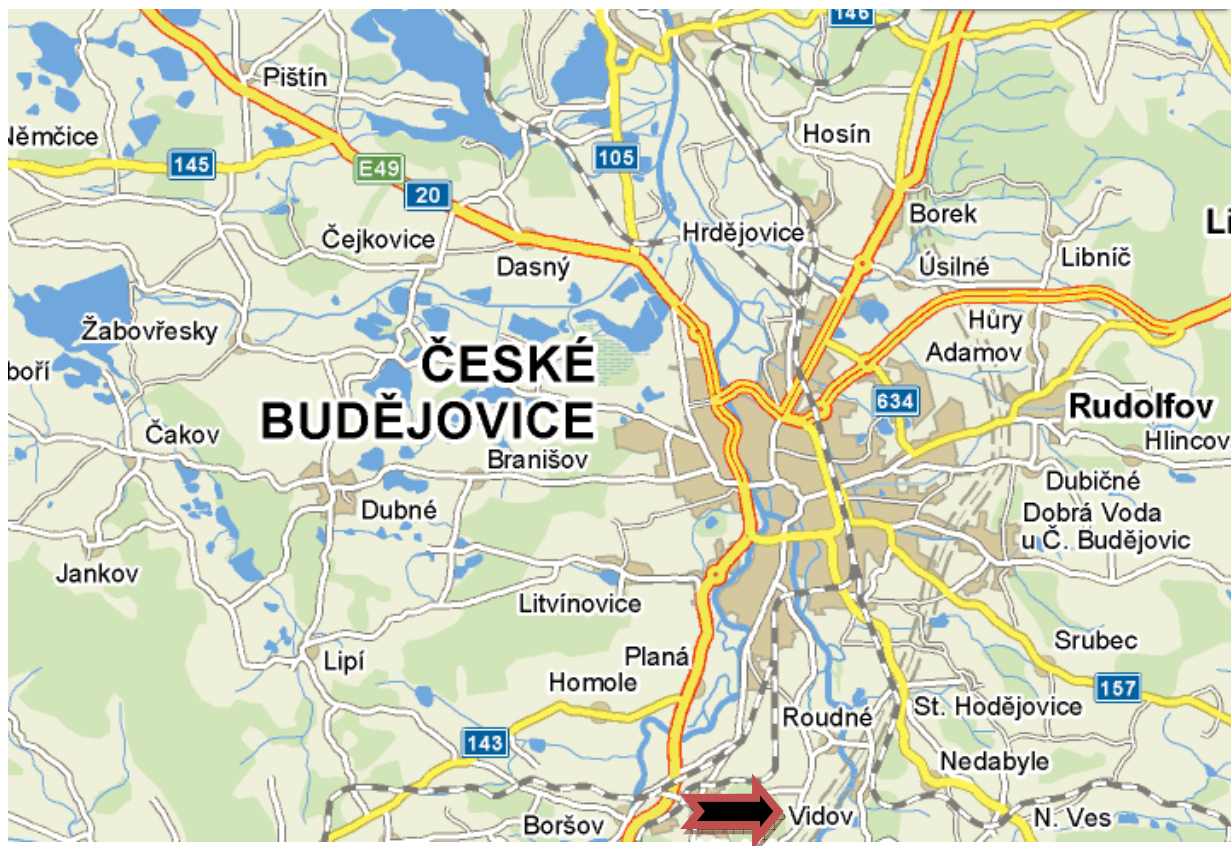 146
Pištín
Němčice
Hosín
145
105
E49
20
Borek
Čejkovice
Hrdějovice
Libníč
Dasný
Úsilné
Hůry
Žabovřesky
Adamov
ČESKÉ
BUDĚJOVICE
634
Rudolfov
Čakov
Hlincov
Branišov
Dubičné
Dubné
Dobrá Voda
u Č. Budějovic
Jankov
Litvínovice
Srubec
Lipí
Planá
Homole
157
Roudné
St. Hodějovice
143
Nedabyle
Boršov
Vidov
N. Ves